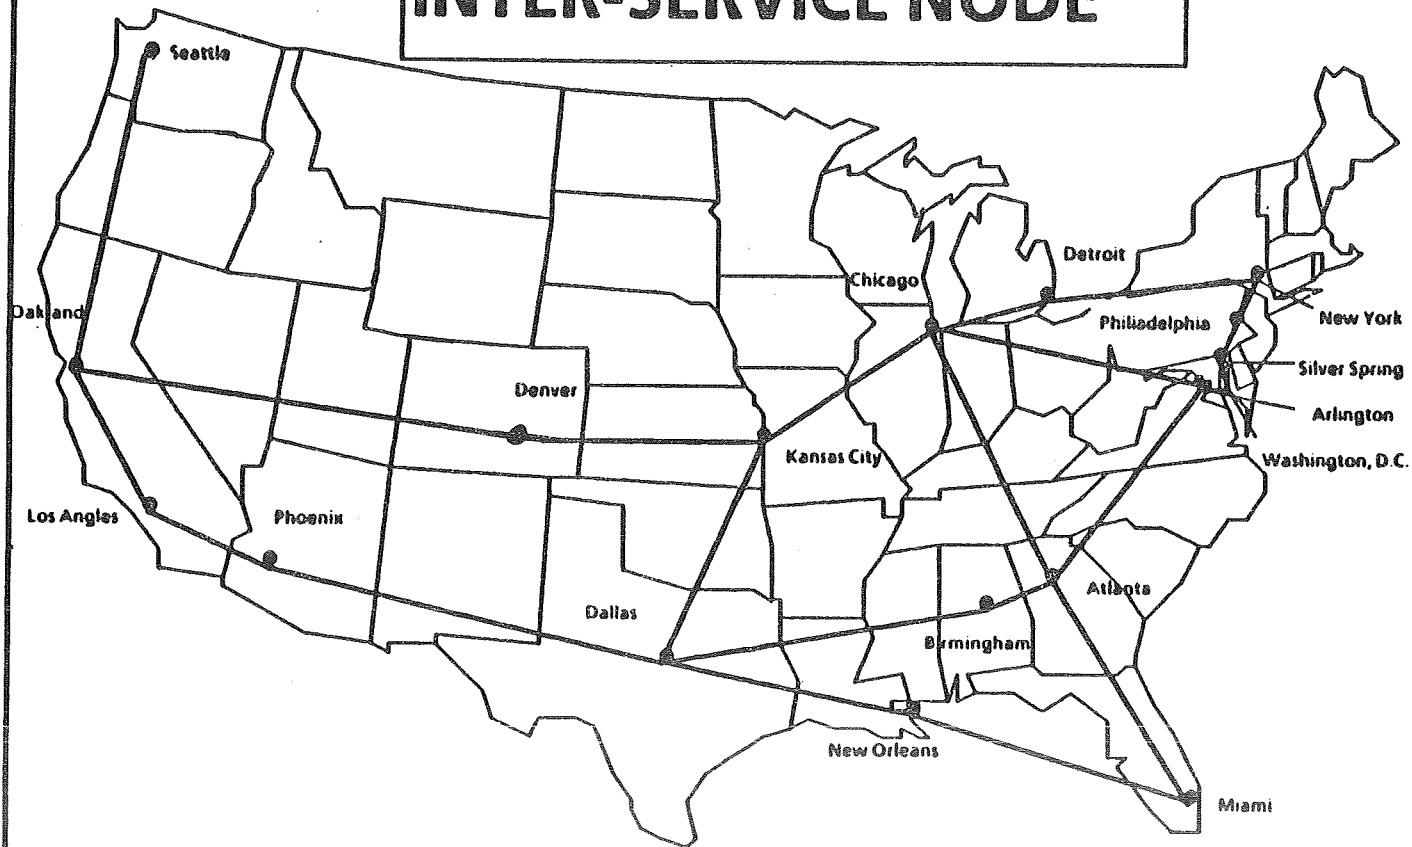 INTER-SERVICE NODE
Seattle
Detroit
Chicago
Oakland
New York
Philiadelphia
Silver Spring
Denver
Arlington
Kansas City
Washington, D.C.
Los Angles
Phoenix
Atlanta
Dallas
Birmingham
New Orleans
Miami